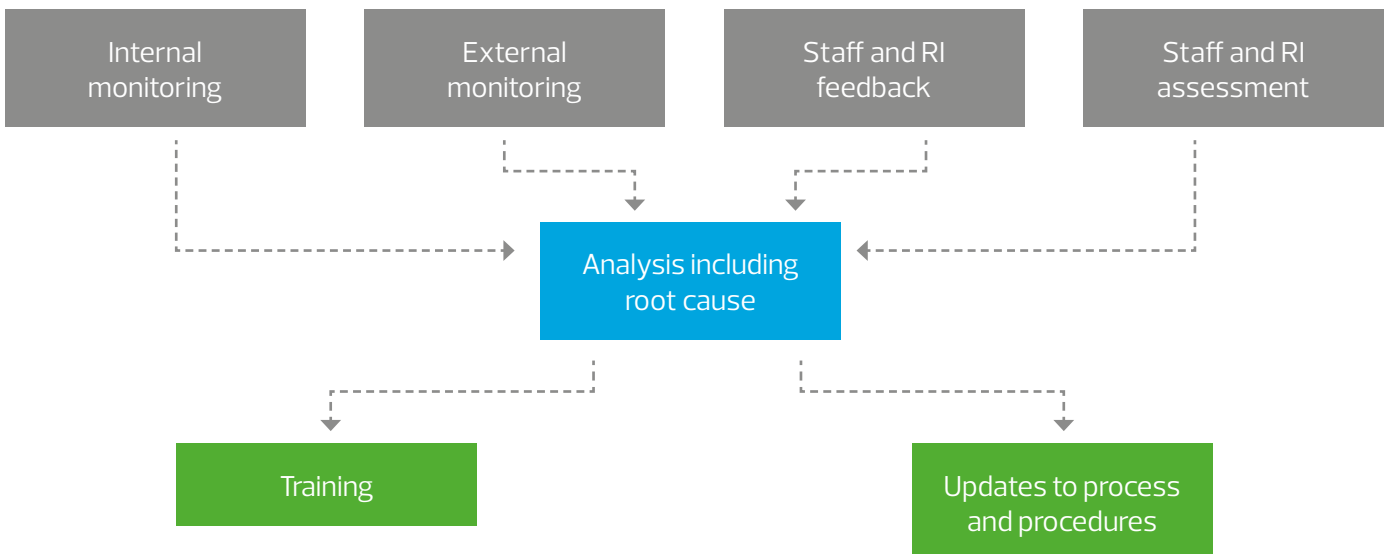 Internal
monitoring
External
monitoring
Staff and RI
feedback
Staff and RI
assessment
Analysis including
root cause
Training
Updates to process
and procedures